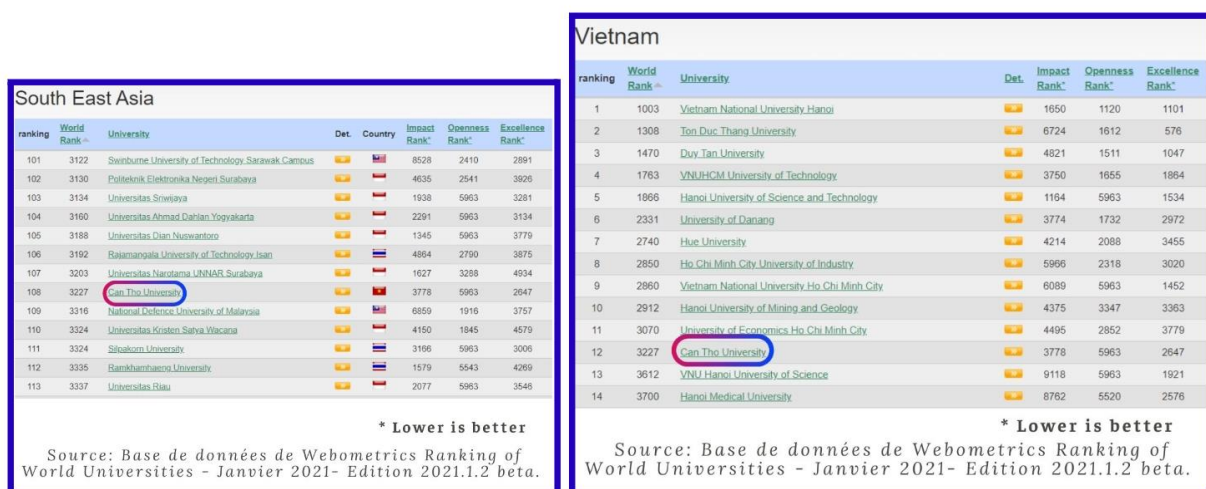 South East Asia
ranking World Rank University Det. Country Impact Rank* Openness Rank* Excellence Rank*
101 3122 Swinburne University of Technology Sarawak Campus 8528 2410 2891
102 3130 Politeknik Elektronika Negeri Surabaya 4635 2541 3926
103 3134 Universitas Sriwijaya 1938 5963 3281
104 3160 Universitas Ahmad Dahlan Yogyakarta 2291 5963 3134
105 3188 Universitas Dian Nuswantoro 1345 5963 3779
106 3192 Rajamangala University of Technology Isan 4864 2790 3875
107 3203 Universitas Narotama UNNAR Surabaya 1627 3288 4934
108 3227 Can Tho University 3778 5963 2647
109 3316 National Defence University of Malaysia 6859 1916 3757
110 3324 Universitas Kristen Satya Wacana 4150 1845 4579
111 3324 Silpakorn University 3166 5963 3006
112 3335 Ramkhamhaeng University 1579 5543 4269
113 3337 Universitas Riau 2077 5963 3546
* Lower is better
Source: Base de données de Webometrics Ranking of
World Universities - Janvier 2021- Edition 2021.1.2 beta.
Vietnam
ranking World Rank University Det. Impact Rank* Openness Rank* Excellence Rank*
1 1003 Vietnam National University Hanoi 1650 1120 1101
2 1308 Ton Duc Thang University 6724 1612 576
3 1470 Duy Tan University 4821 1511 1047
4 1763 VNUHCM University of Technology 3750 1655 1864
5 1866 Hanoi University of Science and Technology 1164 5963 1534
6 2331 University of Danang 3774 1732 2972
7 2740 Hue University 4214 2088 3455
8 2850 Ho Chi Minh City University of Industry 5966 2318 3020
9 2860 Vietnam National University Ho Chi Minh City 6089 5963 1452
10 2912 Hanoi University of Mining and Geology 4375 3347 3363
11 3070 University of Economics Ho Chi Minh City 4495 2852 3779
12 3227 Can Tho University 3778 5963 2647
13 3612 VNU Hanoi University of Science 9118 5963 1921
14 3700 Hanoi Medical University 8762 5520 2576
* Lower is better
Source: Base de données de Webometrics Ranking of
World Universities - Janvier 2021- Edition 2021.1.2 beta.